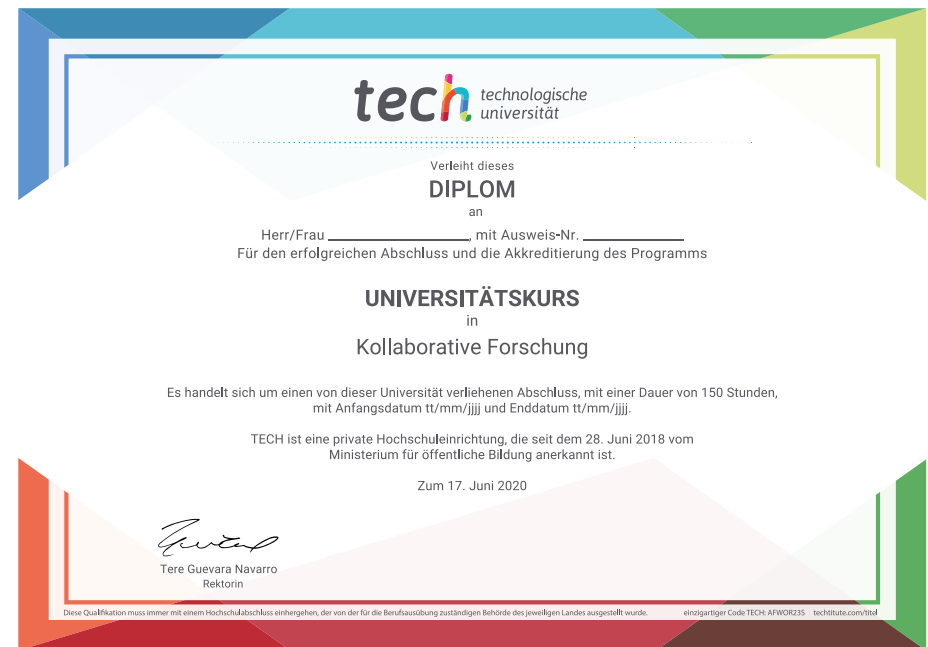 tech technologische
universität
Verleiht dieses
DIPLOM
an
Herr/Frau ____________________, mit Ausweis-Nr. ______________
Für den erfolgreichen Abschluss und die Akkreditierung des Programms
UNIVERSITÄTSKURS
in
Kollaborative Forschung
Es handelt sich um einen von dieser Universität verliehenen Abschluss, mit einer Dauer von 150 Stunden,
mit Anfangsdatum tt/mm/jjjj und Enddatum tt/mm/jjjj.
TECH ist eine private Hochschuleinrichtung, die seit dem 28. Juni 2018 vom
Ministerium für öffentliche Bildung anerkannt ist.
Zum 17. Juni 2020
Tere Guevara Navarro
Rektorin
Diese Qualifikation muss immer mit einem Hochschulabschluss einhergehen, der von der für die Berufsausübung zuständigen Behörde des jeweiligen Landes ausgestellt wurde. einzigartiger Code TECH: AFWOR23S techtitute.com/titel